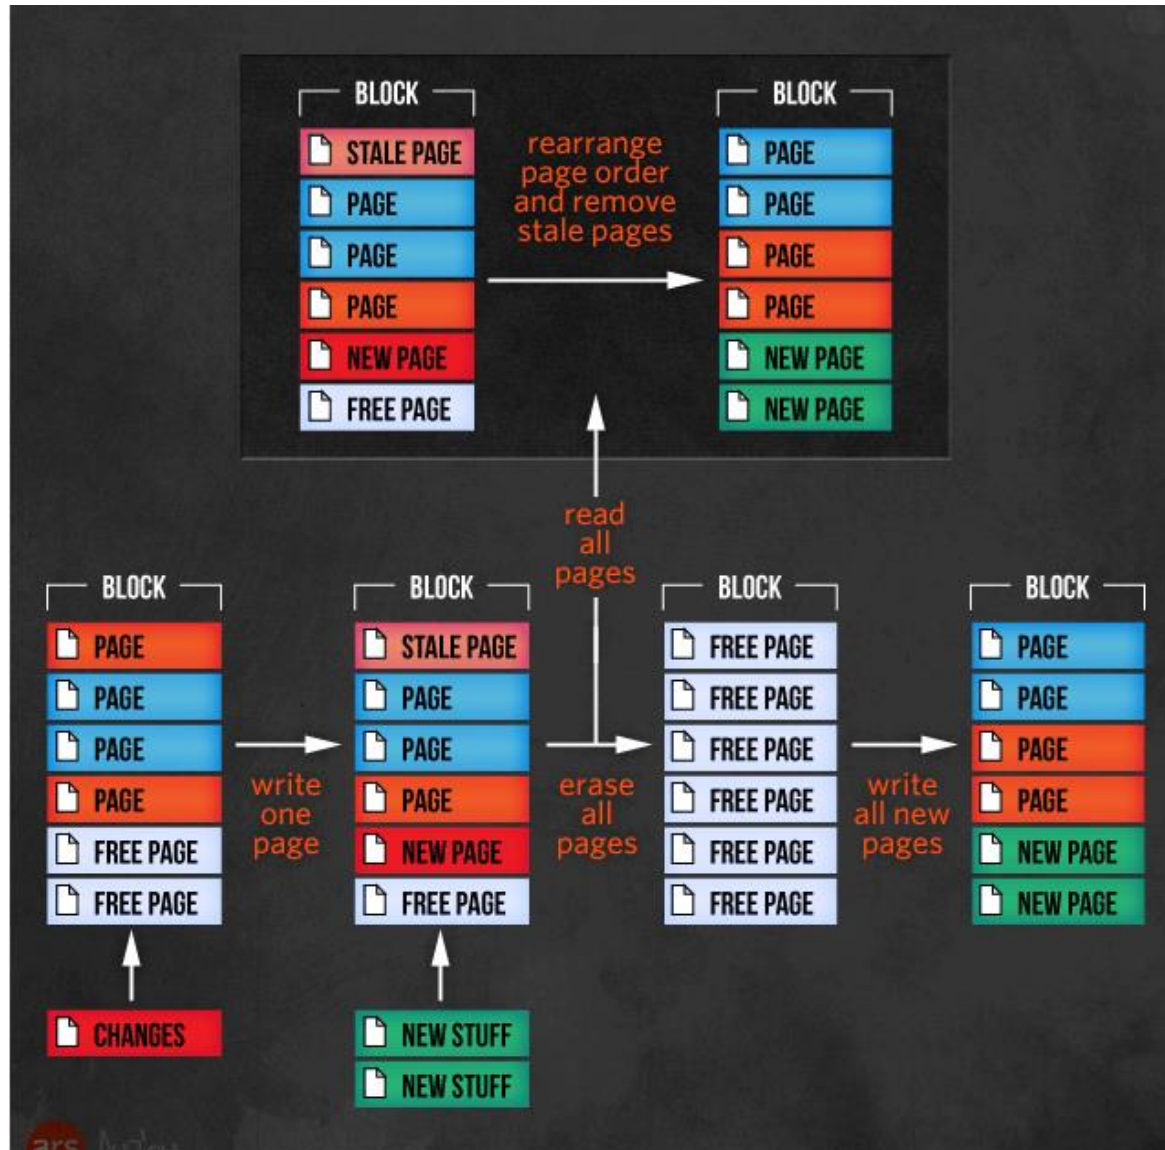 BLOCK
BLOCK
STALE PAGE
PAGE
PAGE
PAGE
NEW PAGE
FREE PAGE
rearrange
page order
and remove
stale pages
PAGE
PAGE
PAGE
PAGE
NEW PAGE
NEW PAGE
read
all
pages
BLOCK
BLOCK
BLOCK
BLOCK
PAGE
PAGE
PAGE
PAGE
FREE PAGE
FREE PAGE
write
one
page
STALE PAGE
PAGE
PAGE
PAGE
NEW PAGE
FREE PAGE
erase
all
pages
FREE PAGE
FREE PAGE
FREE PAGE
FREE PAGE
FREE PAGE
FREE PAGE
write
all new
pages
PAGE
PAGE
PAGE
PAGE
NEW PAGE
NEW PAGE
CHANGES
NEW STUFF
NEW STUFF
ars